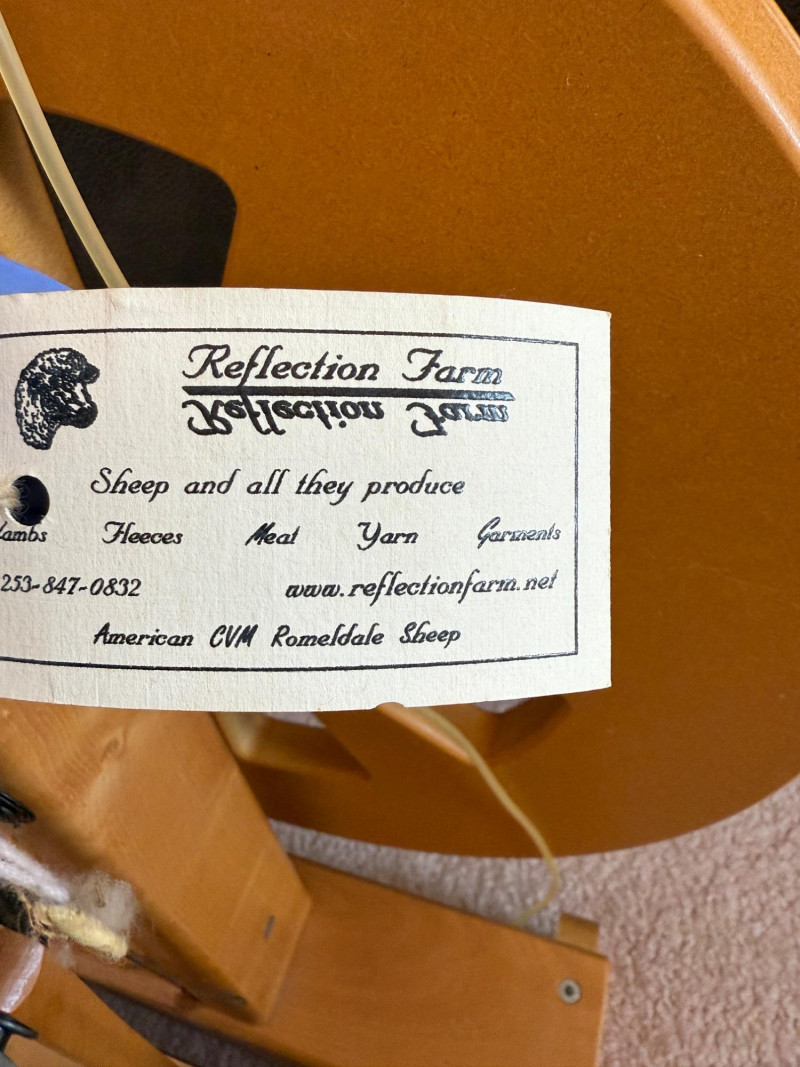 Reflection Farm
Reflection Farm
Sheep and all they produce
Lambs Fleeces Meat Yarn Garments
253-847-0832 www.reflectionfarm.net
American CVM Romeldale Sheep